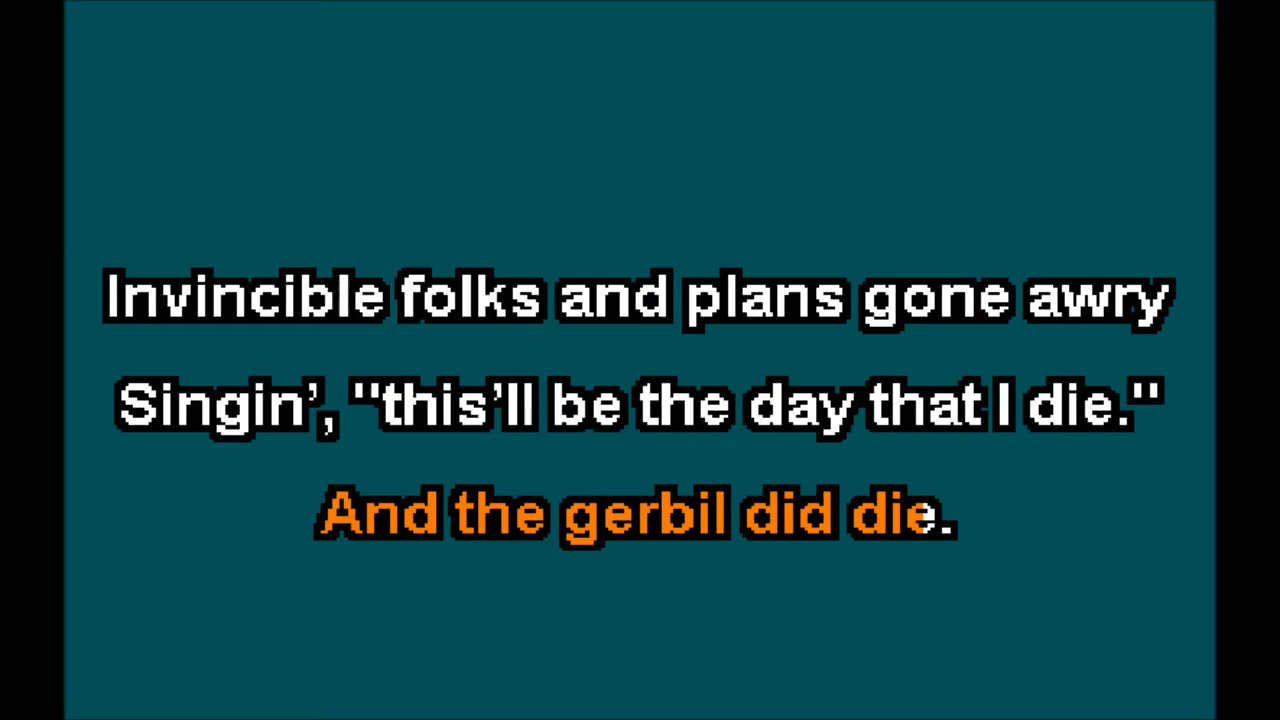 Invincible folks and plans gone awry
Singin’, "this’ll be the day that I die."
And the gerbil did die.